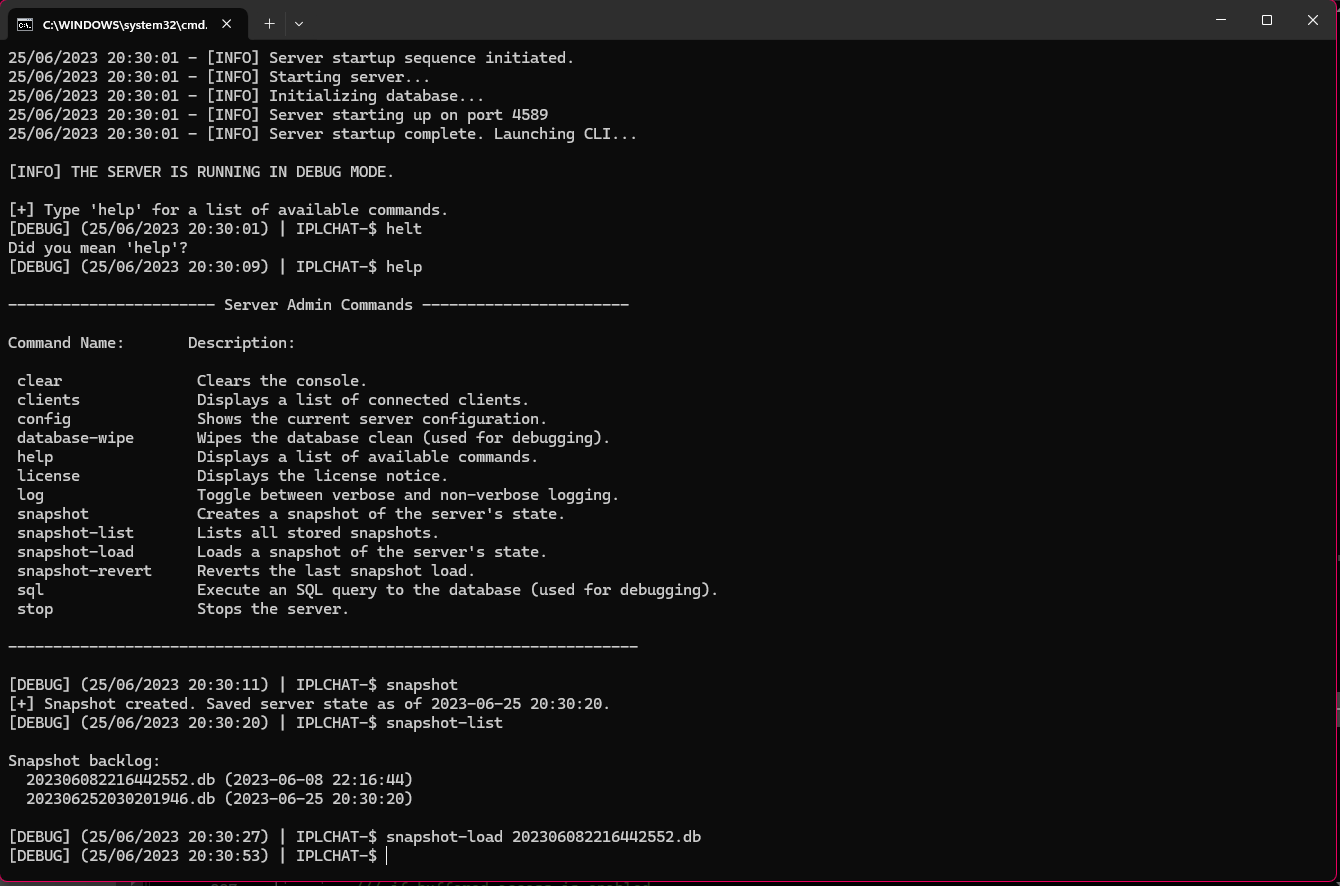 C:\WINDOWS\system32\cmd.
25/06/2023 20:30:01 - [INFO] Server startup sequence initiated.
25/06/2023 20:30:01 - [INFO] Starting server...
25/06/2023 20:30:01 - [INFO] Initializing database...
25/06/2023 20:30:01 - [INFO] Server starting up on port 4589
25/06/2023 20:30:01 - [INFO] Server startup complete. Launching CLI...
[INFO] THE SERVER IS RUNNING IN DEBUG MODE.
[+] Type 'help' for a list of available commands.
[DEBUG] (25/06/2023 20:30:01) | IPLCHAT-$ helt
Did you mean 'help'?
[DEBUG] (25/06/2023 20:30:09) | IPLCHAT-$ help
----------------------- Server Admin Commands -----------------------
Command Name: Description:
clear Clears the console.
clients Displays a list of connected clients.
config Shows the current server configuration.
database-wipe Wipes the database clean (used for debugging).
help Displays a list of available commands.
license Displays the license notice.
log Toggle between verbose and non-verbose logging.
snapshot Creates a snapshot of the server's state.
snapshot-list Lists all stored snapshots.
snapshot-load Loads a snapshot of the server's state.
snapshot-revert Reverts the last snapshot load.
sql Execute an SQL query to the database (used for debugging).
stop Stops the server.
----------------------------------------------------------------------
[DEBUG] (25/06/2023 20:30:11) | IPLCHAT-$ snapshot
[+] Snapshot created. Saved server state as of 2023-06-25 20:30:20.
[DEBUG] (25/06/2023 20:30:20) | IPLCHAT-$ snapshot-list
Snapshot backlog:
202306082216442552.db (2023-06-08 22:16:44)
202306252030201946.db (2023-06-25 20:30:20)
[DEBUG] (25/06/2023 20:30:27) | IPLCHAT-$ snapshot-load 202306082216442552.db
[DEBUG] (25/06/2023 20:30:53) | IPLCHAT-$